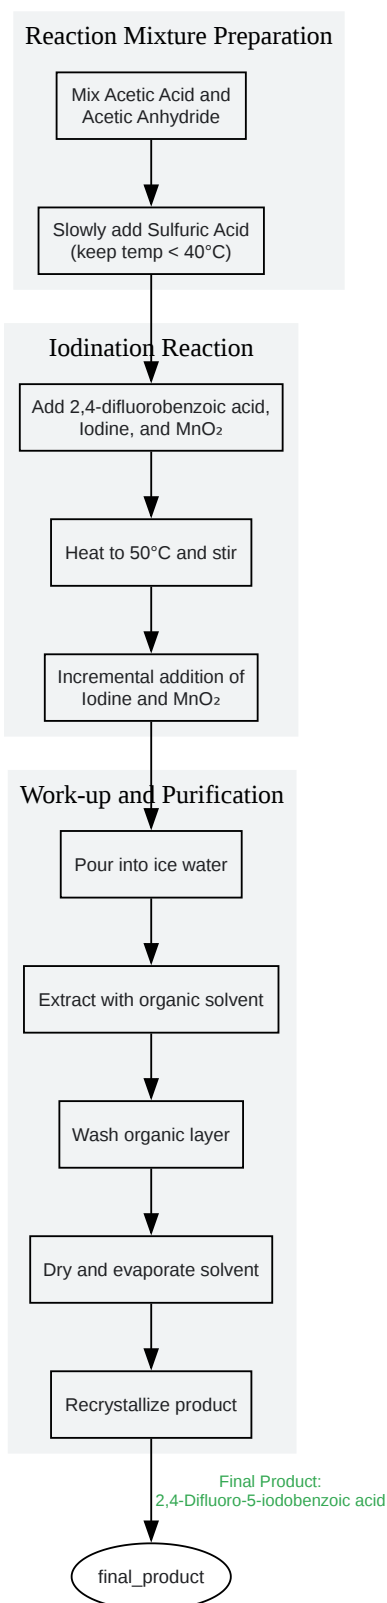 Reaction Mixture Preparation
Mix Acetic Acid and
Acetic Anhydride
Slowly add Sulfuric Acid
(keep temp < 40°C)
Iodination Reaction
Add 2,4-difluorobenzoic acid,
Iodine, and MnO₂
Heat to 50°C and stir
Incremental addition of
Iodine and MnO₂
Work-up and Purification
Pour into ice water
Extract with organic solvent
Wash organic layer
Dry and evaporate solvent
Recrystallize product
Final Product:
2,4-Difluoro-5-iodobenzoic acid
final_product